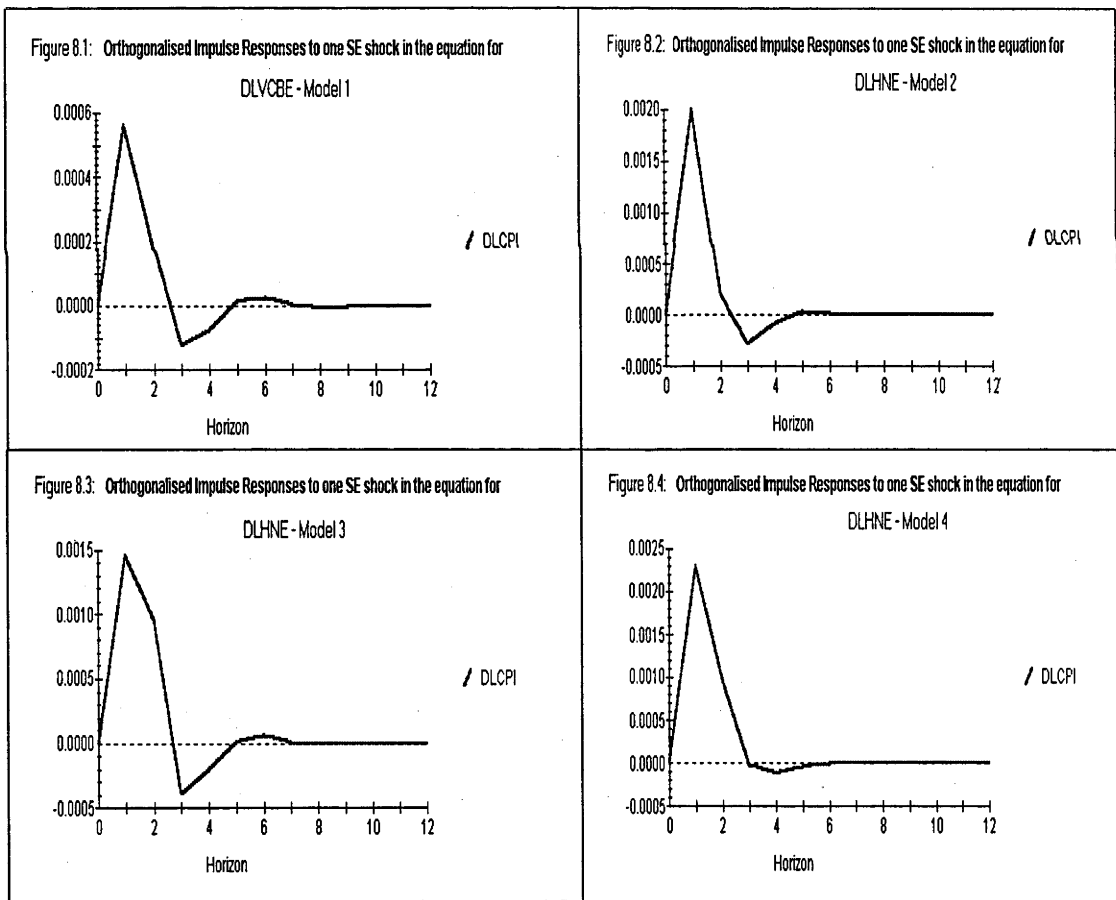 Figure 8.1: Orthogonalised Impulse Responses to one SE shock in the equation for
DLVCBE - Model 1
0.0006
0.0004
0.0002
0.0000
-0.0002
0 2 4 6 8 10 12
Horizon
DLCPI
Figure 8.2: Orthogonalised Impulse Responses to one SE shock in the equation for
DLHNE - Model 2
0.0020
0.0015
0.0010
0.0005
0.0000
-0.0005
0 2 4 6 8 10 12
Horizon
DLCPI
Figure 8.3: Orthogonalised Impulse Responses to one SE shock in the equation for
DLHNE - Model 3
0.0015
0.0010
0.0005
0.0000
-0.0005
0 2 4 6 8 10 12
Horizon
DLCPI
Figure 8.4: Orthogonalised Impulse Responses to one SE shock in the equation for
DLHNE - Model 4
0.0025
0.0020
0.0015
0.0010
0.0005
0.0000
-0.0005
0 2 4 6 8 10 12
Horizon
DLCPI